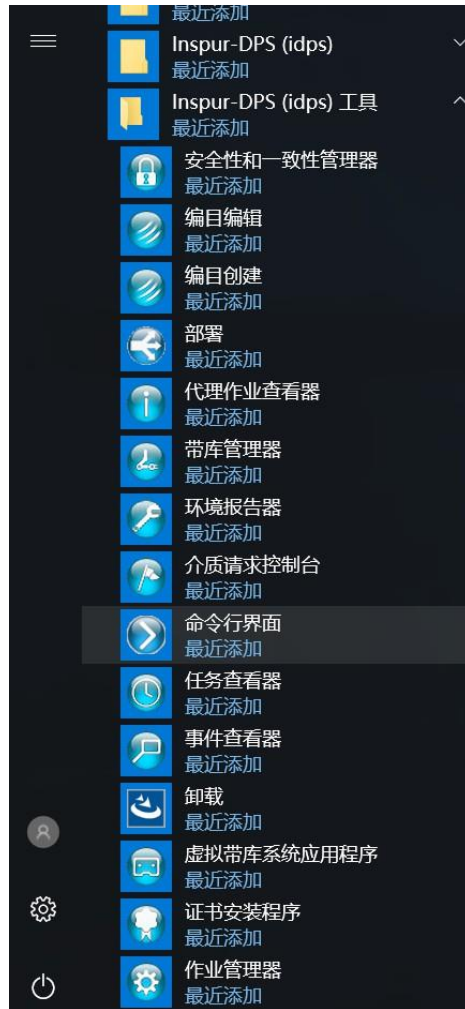 最近添加
Inspur-DPS (idps)
最近添加
Inspur-DPS (idps) 工具
最近添加
安全性和一致性管理器
最近添加
编目编辑
最近添加
编目创建
最近添加
部署
最近添加
代理作业查看器
最近添加
带库管理器
最近添加
环境报告器
最近添加
介质请求控制台
最近添加
命令行界面
最近添加
任务查看器
最近添加
事件查看器
最近添加
卸载
最近添加
虚拟带库系统应用程序
最近添加
证书安装程序
最近添加
作业管理器
最近添加